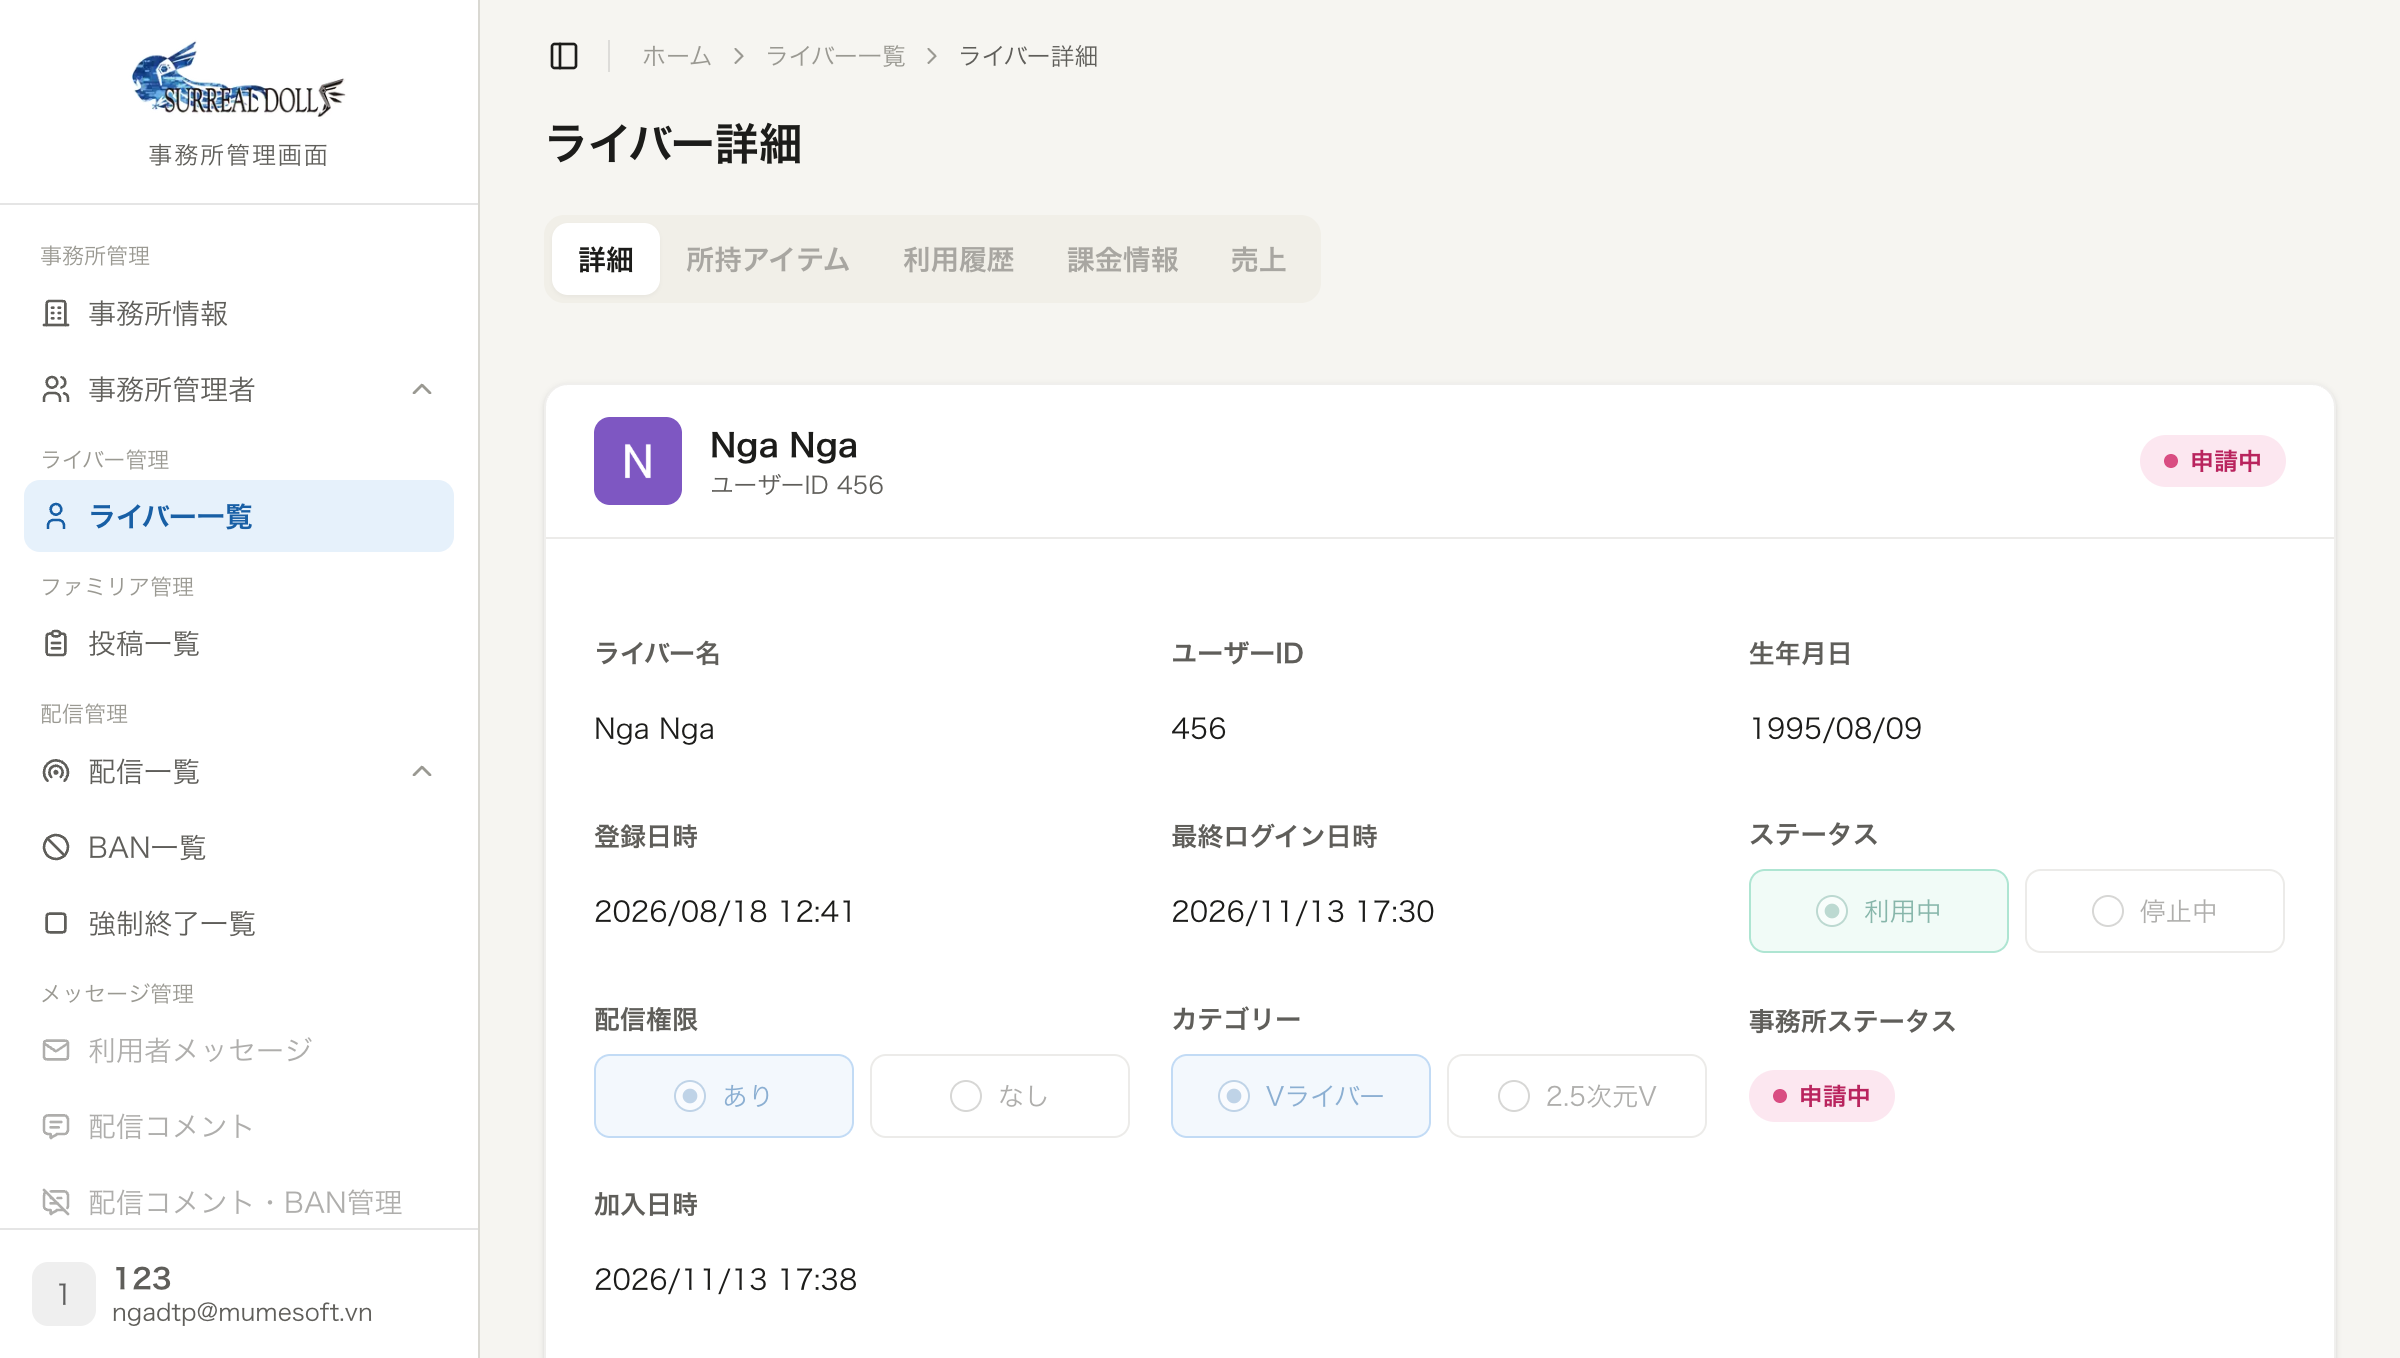 SURREAL DOLLS
事務所管理画面
事務所管理
事務所情報
事務所管理者
ライバー管理
ライバー一覧
ファミリア管理
投稿一覧
配信管理
配信一覧
BAN一覧
強制終了一覧
メッセージ管理
利用者メッセージ
配信コメント
配信コメント・BAN管理
1
123
ngadtp@mumesoft.vn
ホーム > ライバー一覧 > ライバー詳細
ライバー詳細
詳細 所持アイテム 利用履歴 課金情報 売上
N
Nga Nga
ユーザーID 456
申請中
ライバー名 ユーザーID 生年月日
Nga Nga 456 1995/08/09
登録日時 最終ログイン日時 ステータス
2026/08/18 12:41 2026/11/13 17:30 利用中 停止中
配信権限 カテゴリー 事務所ステータス
あり なし Vライバー 2.5次元V 申請中
加入日時
2026/11/13 17:38